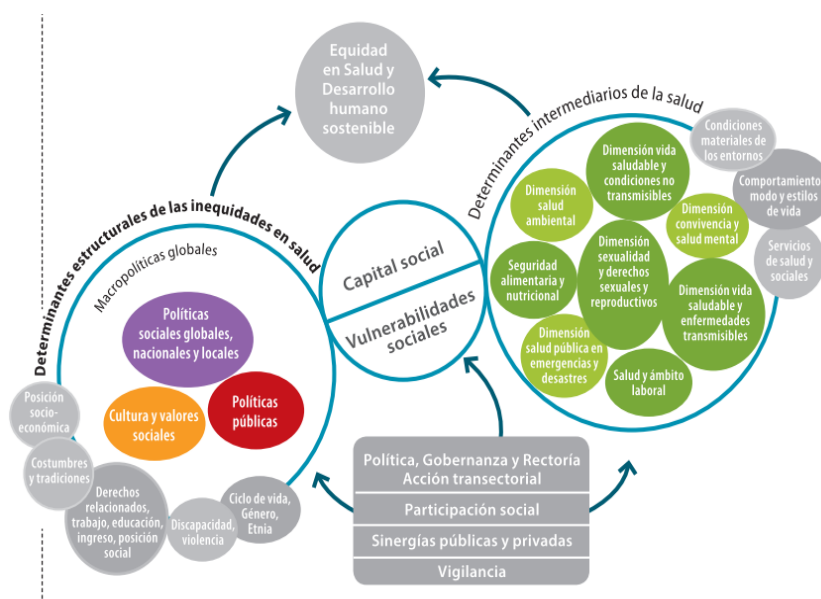 Equidad
en Salud y
Desarrollo
humano
sostenible
Determinantes estructurales de las inequidades en salud
Macropolíticas globales
Políticas
sociales globales,
nacionales y locales
Cultura y valores
sociales
Políticas
públicas
Posición
socio-
económica
Costumbres
y tradiciones
Derechos
relacionados,
trabajo, educación,
ingreso, posición
social
Discapacidad,
violencia
Ciclo de vida,
Género,
Etnia
Capital social
Vulnerabilidades
sociales
Determinantes intermediarios de la salud
Dimensión vida
saludable y
condiciones no
transmisibles
Dimensión
salud
ambiental
Dimensión
convivencia y
salud mental
Seguridad
alimentaria y
nutricional
Dimensión
sexualidad
y derechos
sexuales y
reproductivos
Dimensión vida
saludable y
enfermedades
transmisibles
Dimensión
salud pública en
emergencias y
desastres
Salud y ámbito
laboral
Condiciones
materiales de
los entornos
Comportamiento
modo y estilos
de vida
Servicios
de salud y
sociales
Política, Gobernanza y Rectoría
Acción transectorial
Participación social
Sinergías públicas y privadas
Vigilancia